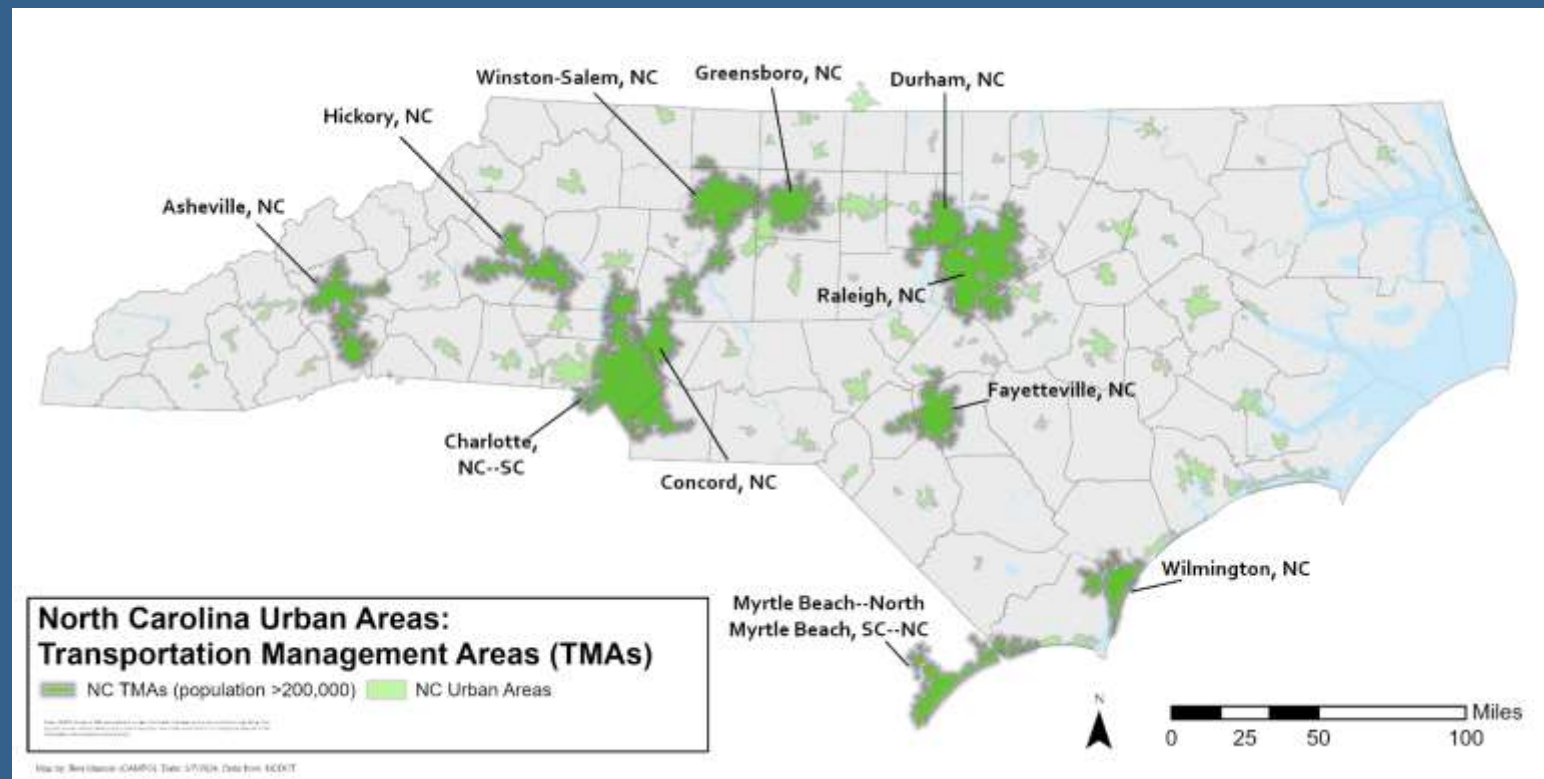 Winston-Salem, NC
Greensboro, NC
Durham, NC
Hickory, NC
Asheville, NC
Raleigh, NC
Fayetteville, NC
Charlotte,
NC--SC
Concord, NC
Wilmington, NC
Myrtle Beach--North
Myrtle Beach, SC--NC
North Carolina Urban Areas:
Transportation Management Areas (TMAs)
NC TMAs (population >200,000) NC Urban Areas
N
Miles
0 25 50 100